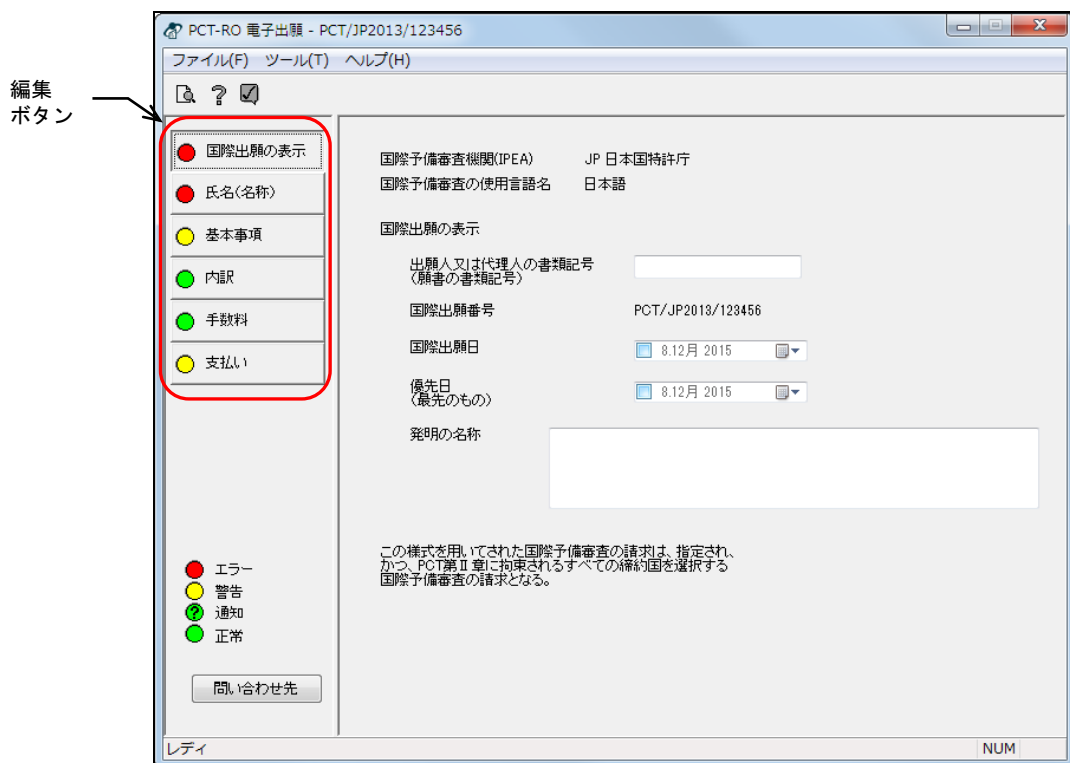 PCT-RO 電子出願 - PCT/JP2013/123456
ファイル(F) ツール(T) ヘルプ(H)
編集
ボタン
国際出願の表示
氏名(名称)
基本事項
内訳
手数料
支払い
エラー
警告
通知
正常
問い合わせ先
国際予備審査機関(IPEA) JP 日本国特許庁
国際予備審査の使用言語名 日本語
国際出願の表示
出願人又は代理人の書類記号
(願書の書類記号)
国際出願番号 PCT/JP2013/123456
国際出願日 8.12月 2015
優先日
(最先のもの) 8.12月 2015
発明の名称
この様式を用いてされた国際予備審査の請求は、指定され、
かつ、PCT第Ⅱ章に拘束されるすべての締約国を選択する
国際予備審査の請求となる。
レディ NUM